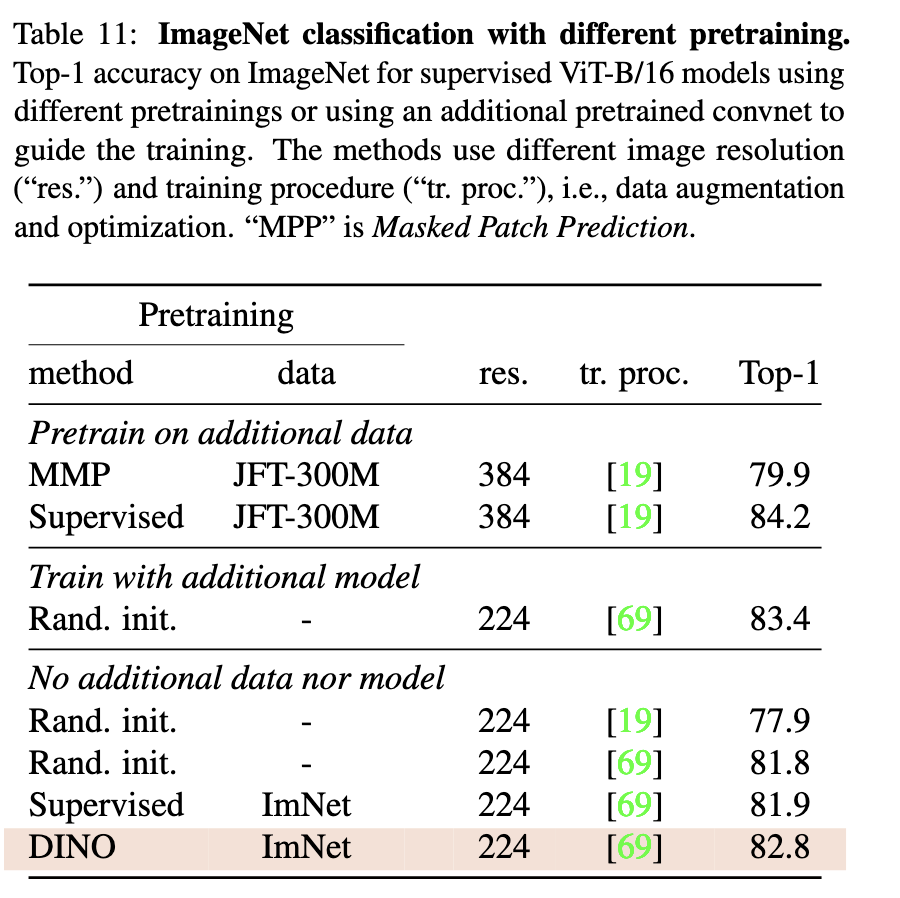 Table 11: ImageNet classification with different pretraining.
Top-1 accuracy on ImageNet for supervised ViT-B/16 models using
different pretrainings or using an additional pretrained convnet to
guide the training. The methods use different image resolution
(“res.”) and training procedure (“tr. proc.”), i.e., data augmentation
and optimization. “MPP” is Masked Patch Prediction.
Pretraining
method data res. tr. proc. Top-1
Pretrain on additional data
MMP JFT-300M 384 [19] 79.9
Supervised JFT-300M 384 [19] 84.2
Train with additional model
Rand. init. - 224 [69] 83.4
No additional data nor model
Rand. init. - 224 [19] 77.9
Rand. init. - 224 [69] 81.8
Supervised ImNet 224 [69] 81.9
DINO ImNet 224 [69] 82.8